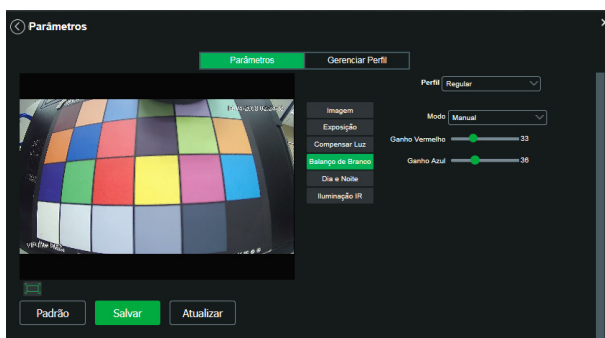 Parâmetros
Parâmetros
Gerenciar Perfil
Perfil
Regular
Imagem
Exposição
Compensar Luz
Balanço de Branco
Dia e Noite
Iluminação IR
Modo
Manual
Ganho Vermelho
33
Ganho Azul
36
Padrão
Salvar
Atualizar